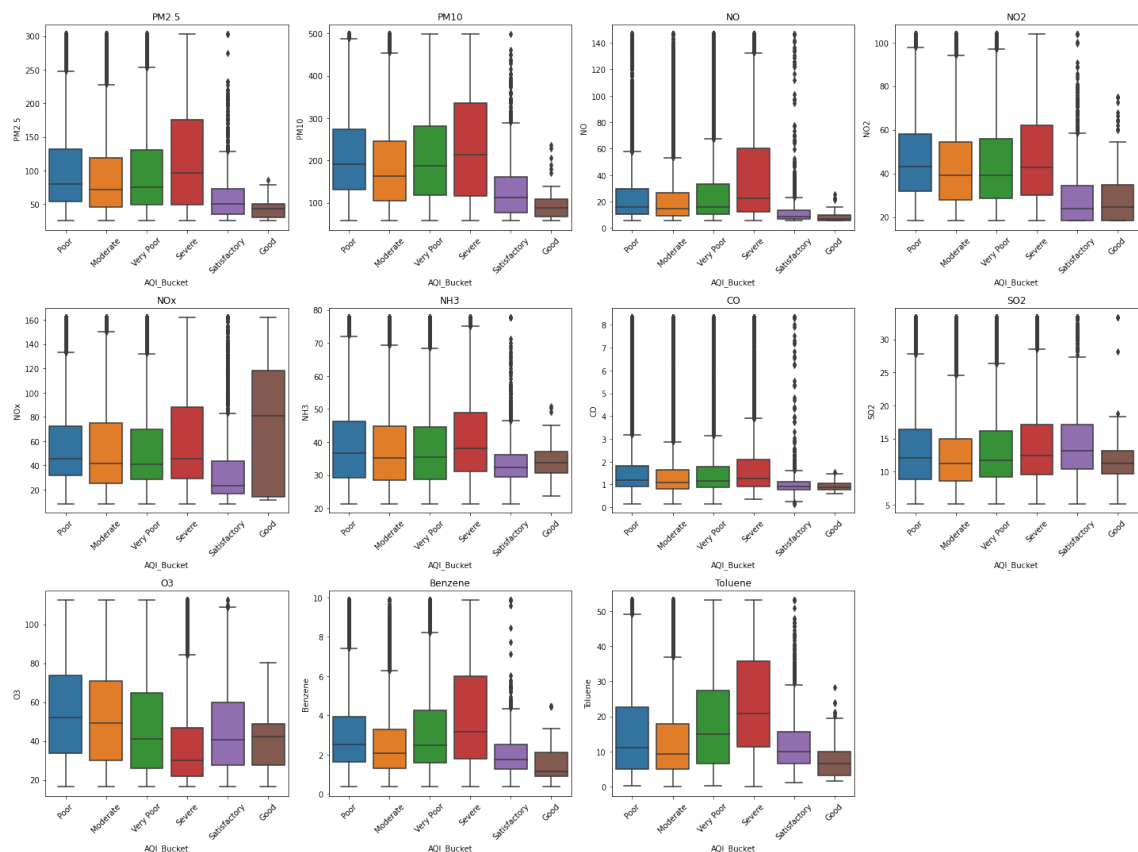 PM2.5
PM10
NO
NO2
300
250
200
150
100
50
PM2.5
Poor
Moderate
Very Poor
Severe
Satisfactory
Good
AQI_Bucket
500
400
300
200
100
PM10
Poor
Moderate
Very Poor
Severe
Satisfactory
Good
AQI_Bucket
140
120
100
80
60
40
20
0
NO
Poor
Moderate
Very Poor
Severe
Satisfactory
Good
AQI_Bucket
100
80
60
40
20
NO2
Poor
Moderate
Very Poor
Severe
Satisfactory
Good
AQI_Bucket
NOx
NH3
CO
SO2
160
140
120
100
80
60
40
20
NOx
Poor
Moderate
Very Poor
Severe
Satisfactory
Good
AQI_Bucket
80
70
60
50
40
30
20
NH3
Poor
Moderate
Very Poor
Severe
Satisfactory
Good
AQI_Bucket
8
7
6
5
4
3
2
1
0
CO
Poor
Moderate
Very Poor
Severe
Satisfactory
Good
AQI_Bucket
30
25
20
15
10
5
SO2
Poor
Moderate
Very Poor
Severe
Satisfactory
Good
AQI_Bucket
O3
Benzene
Toluene
100
80
60
40
20
O3
Poor
Moderate
Very Poor
Severe
Satisfactory
Good
AQI_Bucket
10
8
6
4
2
0
Benzene
Poor
Moderate
Very Poor
Severe
Satisfactory
Good
AQI_Bucket
50
40
30
20
10
0
Toluene
Poor
Moderate
Very Poor
Severe
Satisfactory
Good
AQI_Bucket